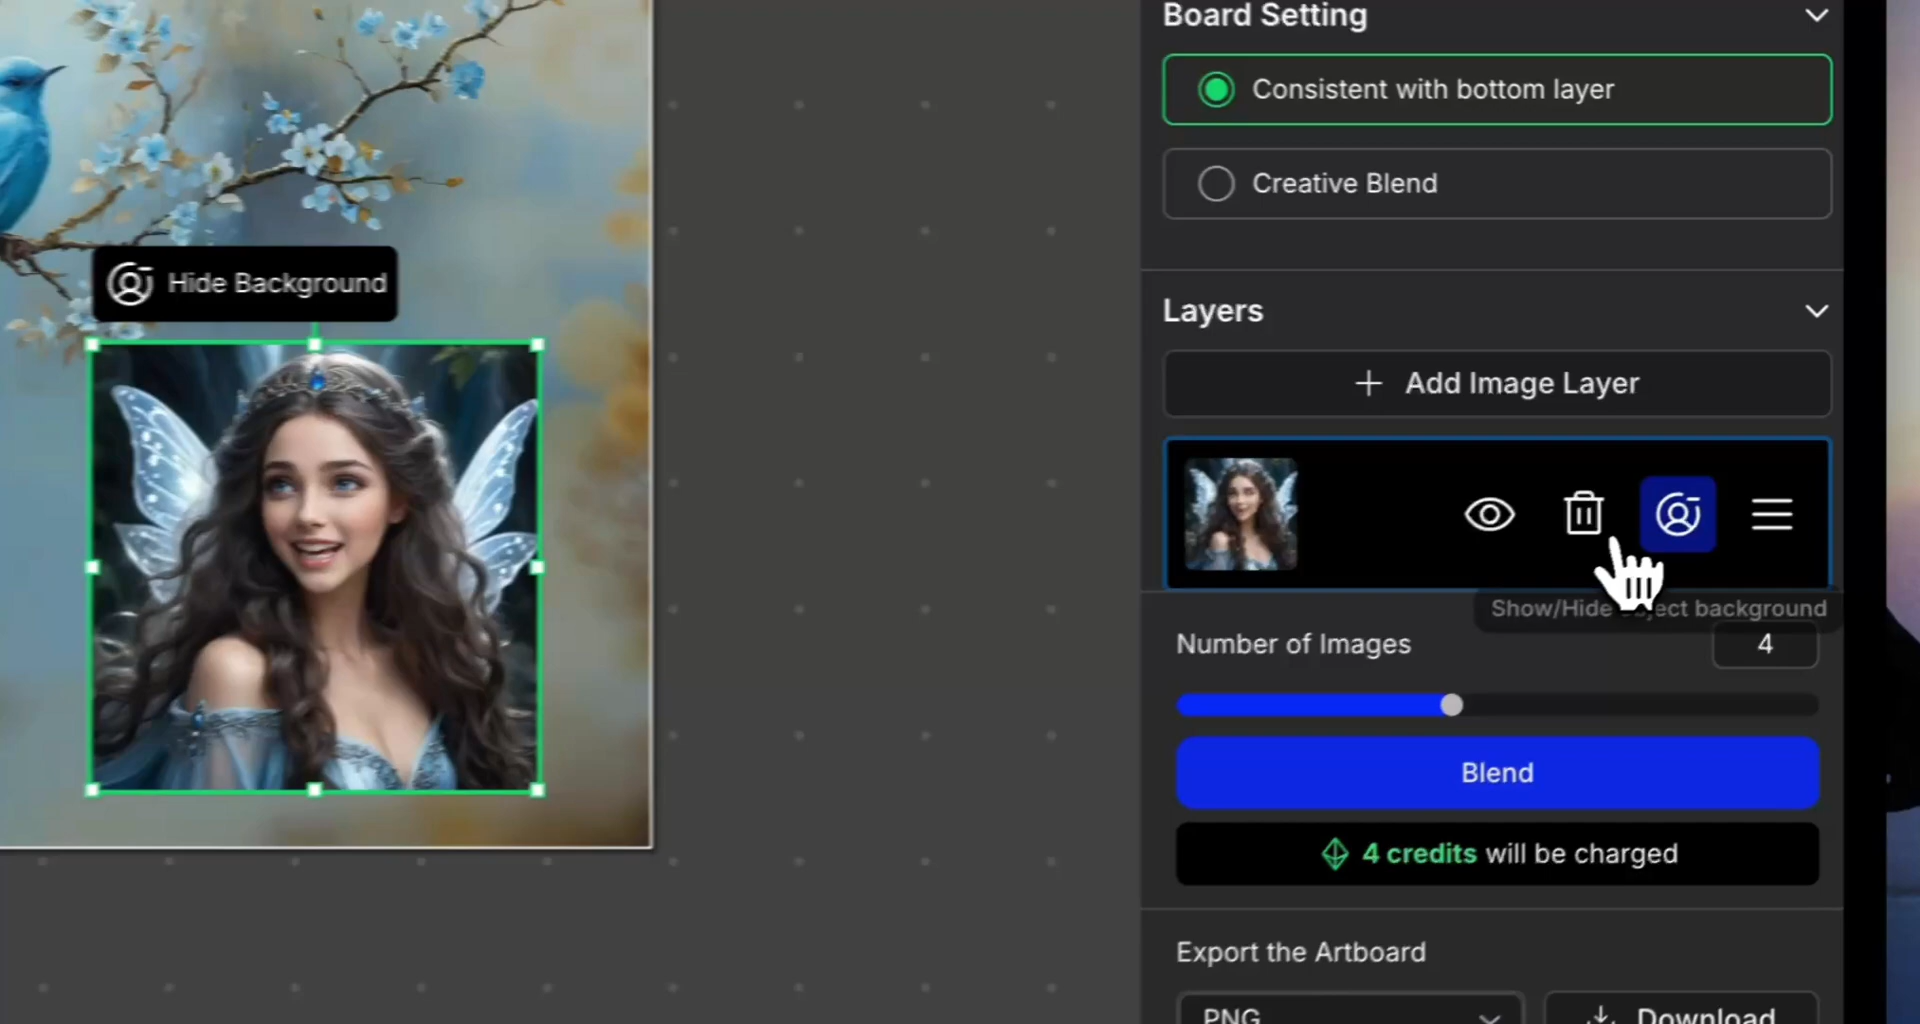 Board Setting
Consistent with bottom layer
Creative Blend
Hide Background
Layers
Add Image Layer
Show/Hide object background
Number of Images
4
Blend
4 credits will be charged
Export the Artboard
PNG
Download